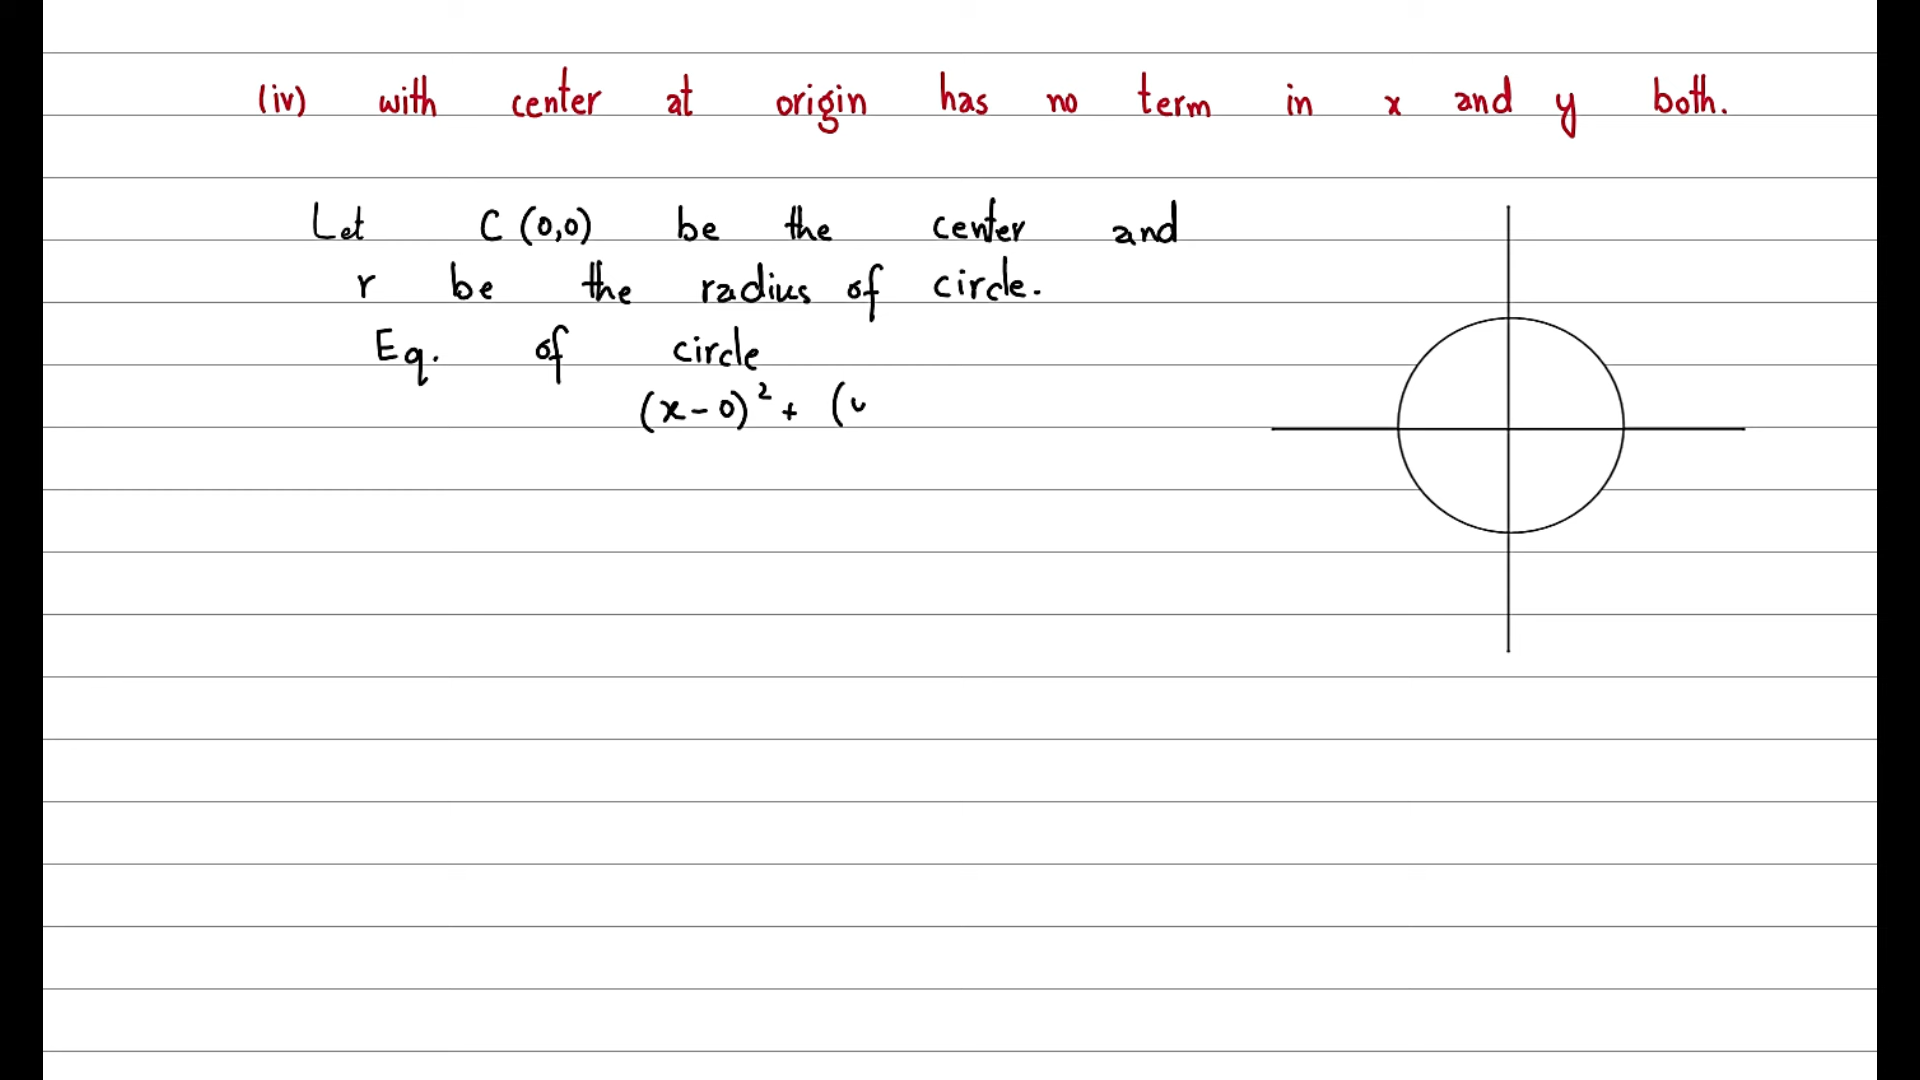 (iv) with center at origin has no term in x and y both.
Let C (0,0) be the center and
r be the radius of circle.
Eq. of circle
(x-0)² + (